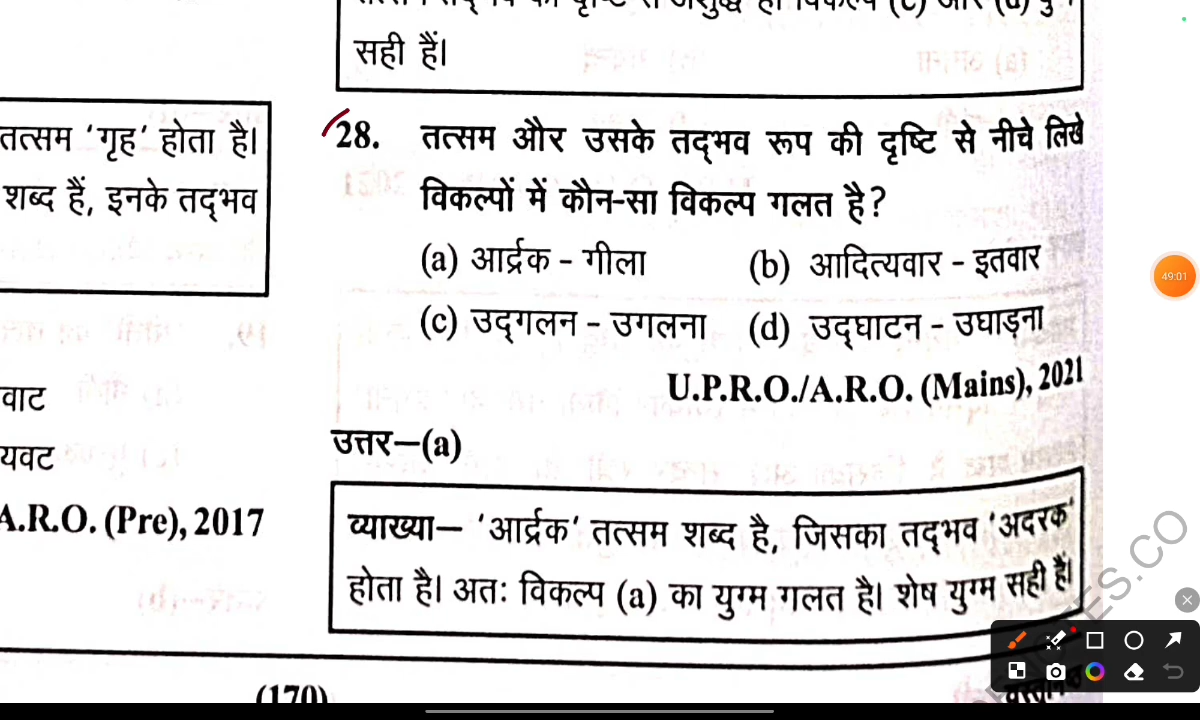 सही हैं।
तत्सम ‘गृह’ होता है।
शब्द हैं, इनके तद्भव
वाट
यवट
A.R.O. (Pre), 2017
28. तत्सम और उसके तद्भव रूप की दृष्टि से नीचे लिखे
विकल्पों में कौन-सा विकल्प गलत है?
(a) आर्द्रक - गीला (b) आदित्यवार - इतवार
(c) उद्गलन - उगलना (d) उद्घाटन - उघाड़ना
U.P.R.O./A.R.O. (Mains), 2021
उत्तर—(a)
व्याख्या— ‘आर्द्रक’ तत्सम शब्द है, जिसका तद्भव ‘अदरक’
होता है। अतः विकल्प (a) का युग्म गलत है। शेष युग्म सही हैं।
(170)
49:01